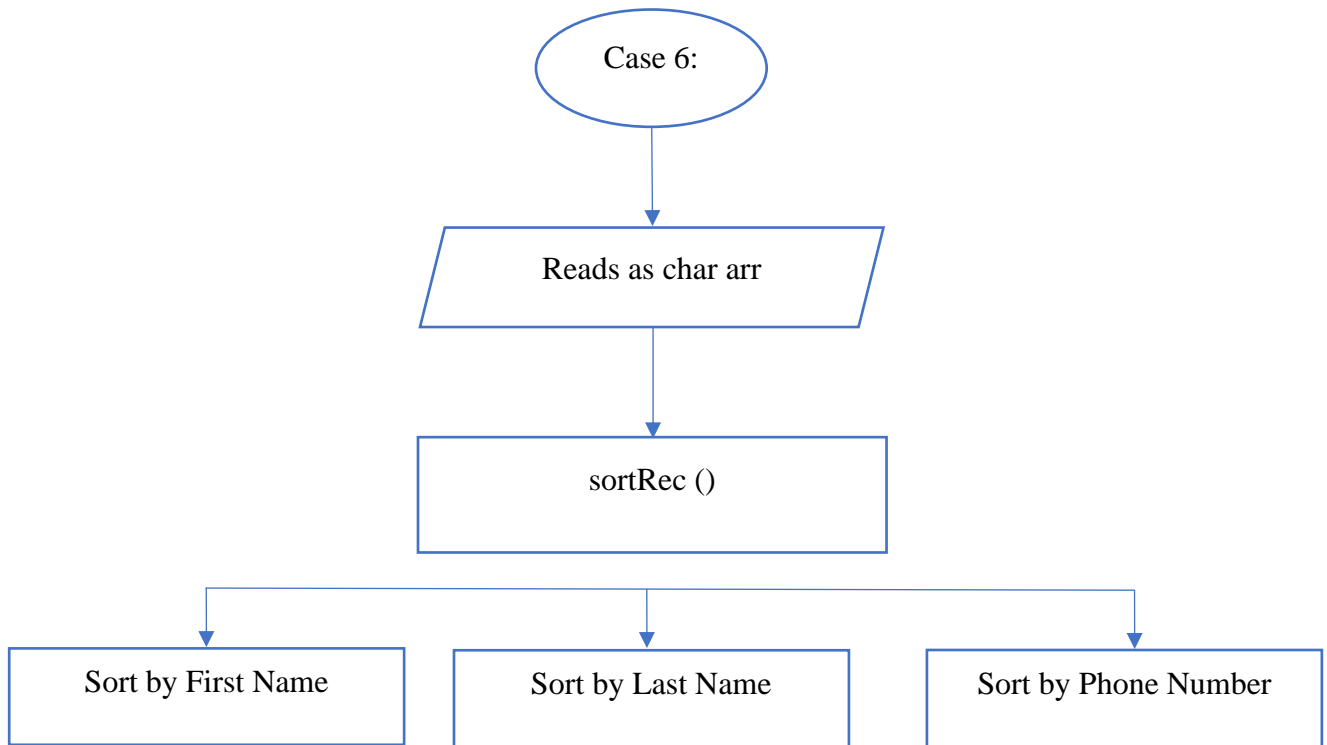 Case 6:
Reads as char arr
sortRec ()
Sort by First Name
Sort by Last Name
Sort by Phone Number